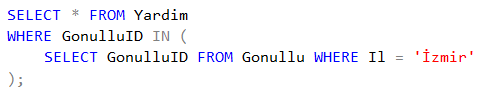 SELECT * FROM Yardim
WHERE GonulluID IN (
    SELECT GonulluID FROM Gonullu WHERE Il = 'İzmir'
);